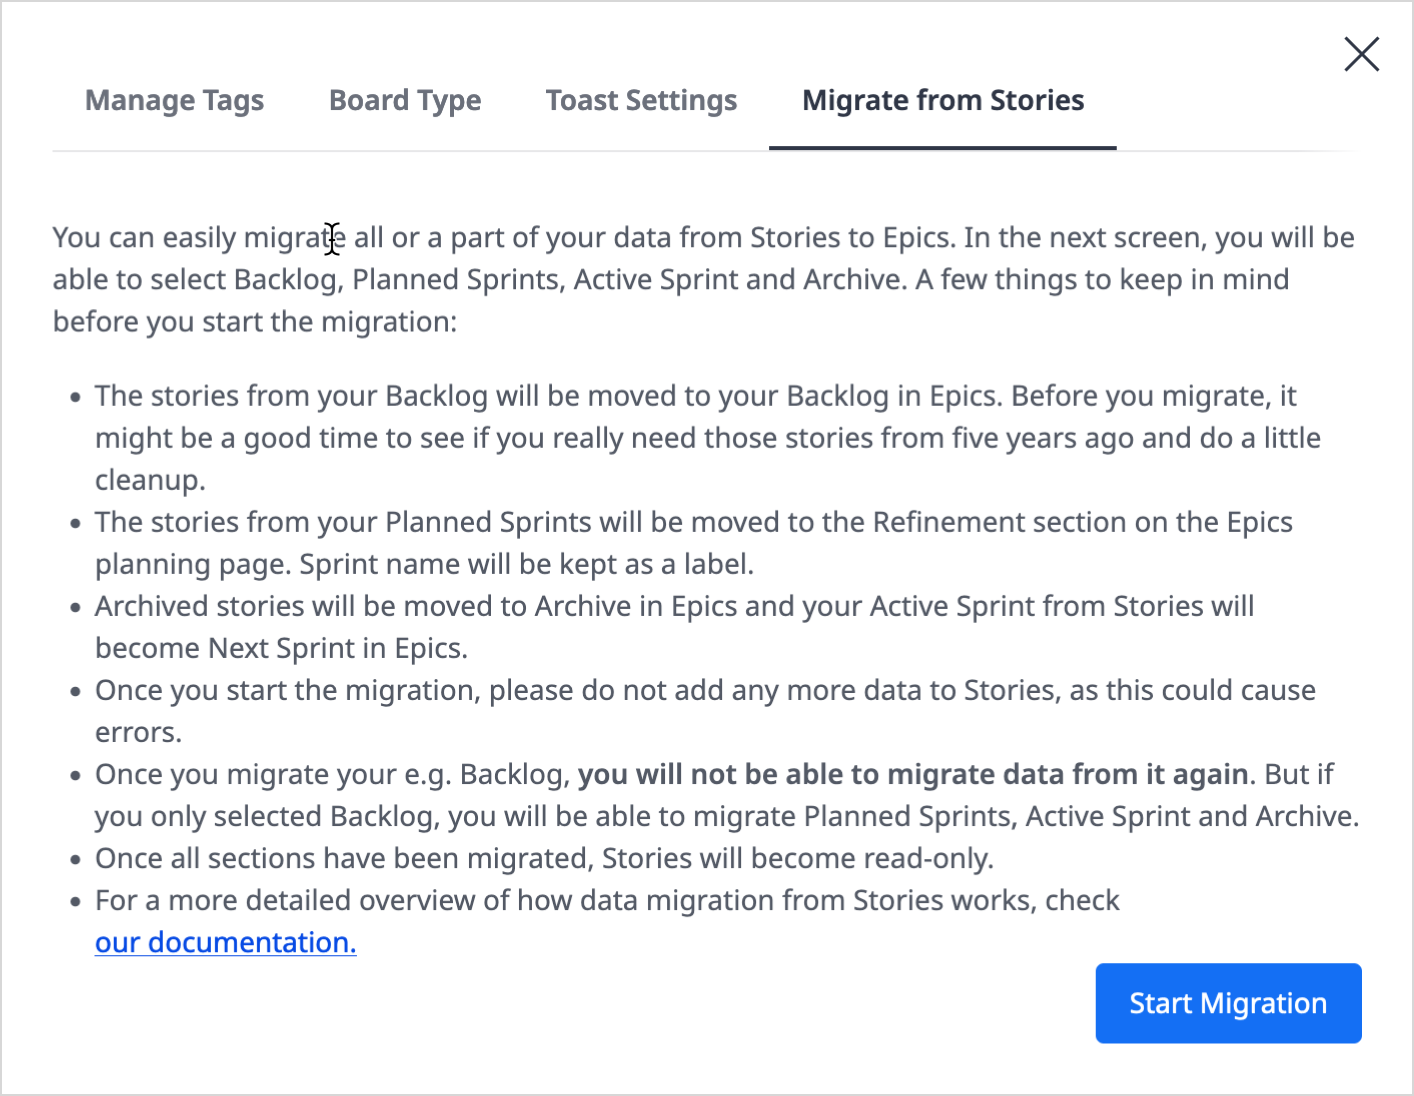 Manage Tags Board Type Toast Settings Migrate from Stories
You can easily migrate all or a part of your data from Stories to Epics. In the next screen, you will be
able to select Backlog, Planned Sprints, Active Sprint and Archive. A few things to keep in mind
before you start the migration:
• The stories from your Backlog will be moved to your Backlog in Epics. Before you migrate, it
might be a good time to see if you really need those stories from five years ago and do a little
cleanup.
• The stories from your Planned Sprints will be moved to the Refinement section on the Epics
planning page. Sprint name will be kept as a label.
• Archived stories will be moved to Archive in Epics and your Active Sprint from Stories will
become Next Sprint in Epics.
• Once you start the migration, please do not add any more data to Stories, as this could cause
errors.
• Once you migrate your e.g. Backlog, you will not be able to migrate data from it again. But if
you only selected Backlog, you will be able to migrate Planned Sprints, Active Sprint and Archive.
• Once all sections have been migrated, Stories will become read-only.
• For a more detailed overview of how data migration from Stories works, check
our documentation.
Start Migration